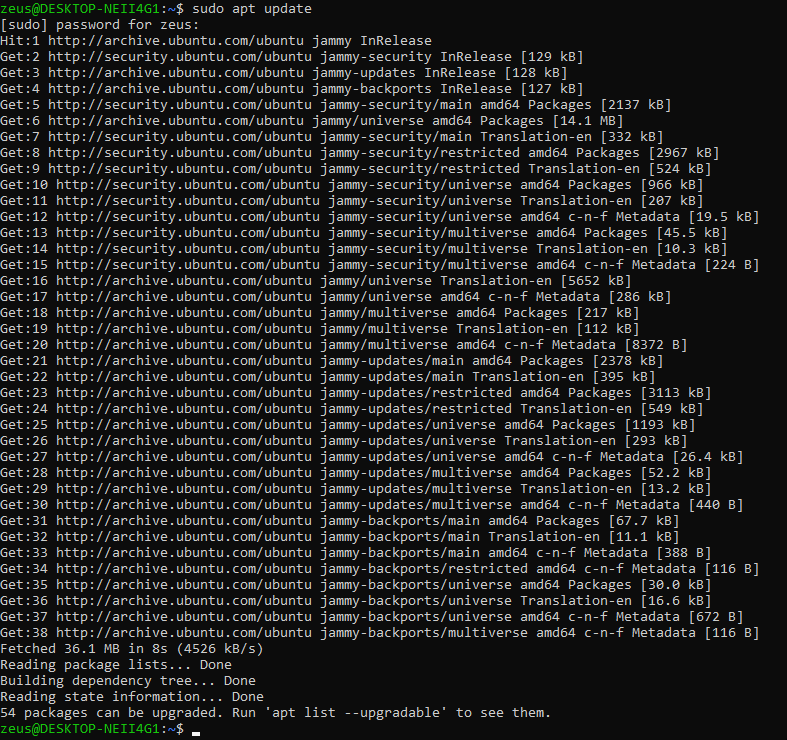 zeus@DESKTOP-NEII4G1:~$ sudo apt update
[sudo] password for zeus:
Hit:1 http://archive.ubuntu.com/ubuntu jammy InRelease
Get:2 http://security.ubuntu.com/ubuntu jammy-security InRelease [129 kB]
Get:3 http://archive.ubuntu.com/ubuntu jammy-updates InRelease [128 kB]
Get:4 http://archive.ubuntu.com/ubuntu jammy-backports InRelease [127 kB]
Get:5 http://security.ubuntu.com/ubuntu jammy-security/main amd64 Packages [2137 kB]
Get:6 http://archive.ubuntu.com/ubuntu jammy/universe amd64 Packages [14.1 MB]
Get:7 http://security.ubuntu.com/ubuntu jammy-security/main Translation-en [332 kB]
Get:8 http://security.ubuntu.com/ubuntu jammy-security/restricted amd64 Packages [2967 kB]
Get:9 http://security.ubuntu.com/ubuntu jammy-security/restricted Translation-en [524 kB]
Get:10 http://security.ubuntu.com/ubuntu jammy-security/universe amd64 Packages [966 kB]
Get:11 http://security.ubuntu.com/ubuntu jammy-security/universe Translation-en [207 kB]
Get:12 http://security.ubuntu.com/ubuntu jammy-security/universe amd64 c-n-f Metadata [19.5 kB]
Get:13 http://security.ubuntu.com/ubuntu jammy-security/multiverse amd64 Packages [45.5 kB]
Get:14 http://security.ubuntu.com/ubuntu jammy-security/multiverse Translation-en [10.3 kB]
Get:15 http://security.ubuntu.com/ubuntu jammy-security/multiverse amd64 c-n-f Metadata [224 B]
Get:16 http://archive.ubuntu.com/ubuntu jammy/universe Translation-en [5652 kB]
Get:17 http://archive.ubuntu.com/ubuntu jammy/universe amd64 c-n-f Metadata [286 kB]
Get:18 http://archive.ubuntu.com/ubuntu jammy/multiverse amd64 Packages [217 kB]
Get:19 http://archive.ubuntu.com/ubuntu jammy/multiverse Translation-en [112 kB]
Get:20 http://archive.ubuntu.com/ubuntu jammy/multiverse amd64 c-n-f Metadata [8372 B]
Get:21 http://archive.ubuntu.com/ubuntu jammy-updates/main amd64 Packages [2378 kB]
Get:22 http://archive.ubuntu.com/ubuntu jammy-updates/main Translation-en [395 kB]
Get:23 http://archive.ubuntu.com/ubuntu jammy-updates/restricted amd64 Packages [3113 kB]
Get:24 http://archive.ubuntu.com/ubuntu jammy-updates/restricted Translation-en [549 kB]
Get:25 http://archive.ubuntu.com/ubuntu jammy-updates/universe amd64 Packages [1193 kB]
Get:26 http://archive.ubuntu.com/ubuntu jammy-updates/universe Translation-en [293 kB]
Get:27 http://archive.ubuntu.com/ubuntu jammy-updates/universe amd64 c-n-f Metadata [26.4 kB]
Get:28 http://archive.ubuntu.com/ubuntu jammy-updates/multiverse amd64 Packages [52.2 kB]
Get:29 http://archive.ubuntu.com/ubuntu jammy-updates/multiverse Translation-en [13.2 kB]
Get:30 http://archive.ubuntu.com/ubuntu jammy-updates/multiverse amd64 c-n-f Metadata [440 B]
Get:31 http://archive.ubuntu.com/ubuntu jammy-backports/main amd64 Packages [67.7 kB]
Get:32 http://archive.ubuntu.com/ubuntu jammy-backports/main Translation-en [11.1 kB]
Get:33 http://archive.ubuntu.com/ubuntu jammy-backports/main amd64 c-n-f Metadata [388 B]
Get:34 http://archive.ubuntu.com/ubuntu jammy-backports/restricted amd64 c-n-f Metadata [116 B]
Get:35 http://archive.ubuntu.com/ubuntu jammy-backports/universe amd64 Packages [30.0 kB]
Get:36 http://archive.ubuntu.com/ubuntu jammy-backports/universe Translation-en [16.6 kB]
Get:37 http://archive.ubuntu.com/ubuntu jammy-backports/universe amd64 c-n-f Metadata [672 B]
Get:38 http://archive.ubuntu.com/ubuntu jammy-backports/multiverse amd64 c-n-f Metadata [116 B]
Fetched 36.1 MB in 8s (4526 kB/s)
Reading package lists... Done
Building dependency tree... Done
Reading state information... Done
54 packages can be upgraded. Run 'apt list --upgradable' to see them.
zeus@DESKTOP-NEII4G1:~$